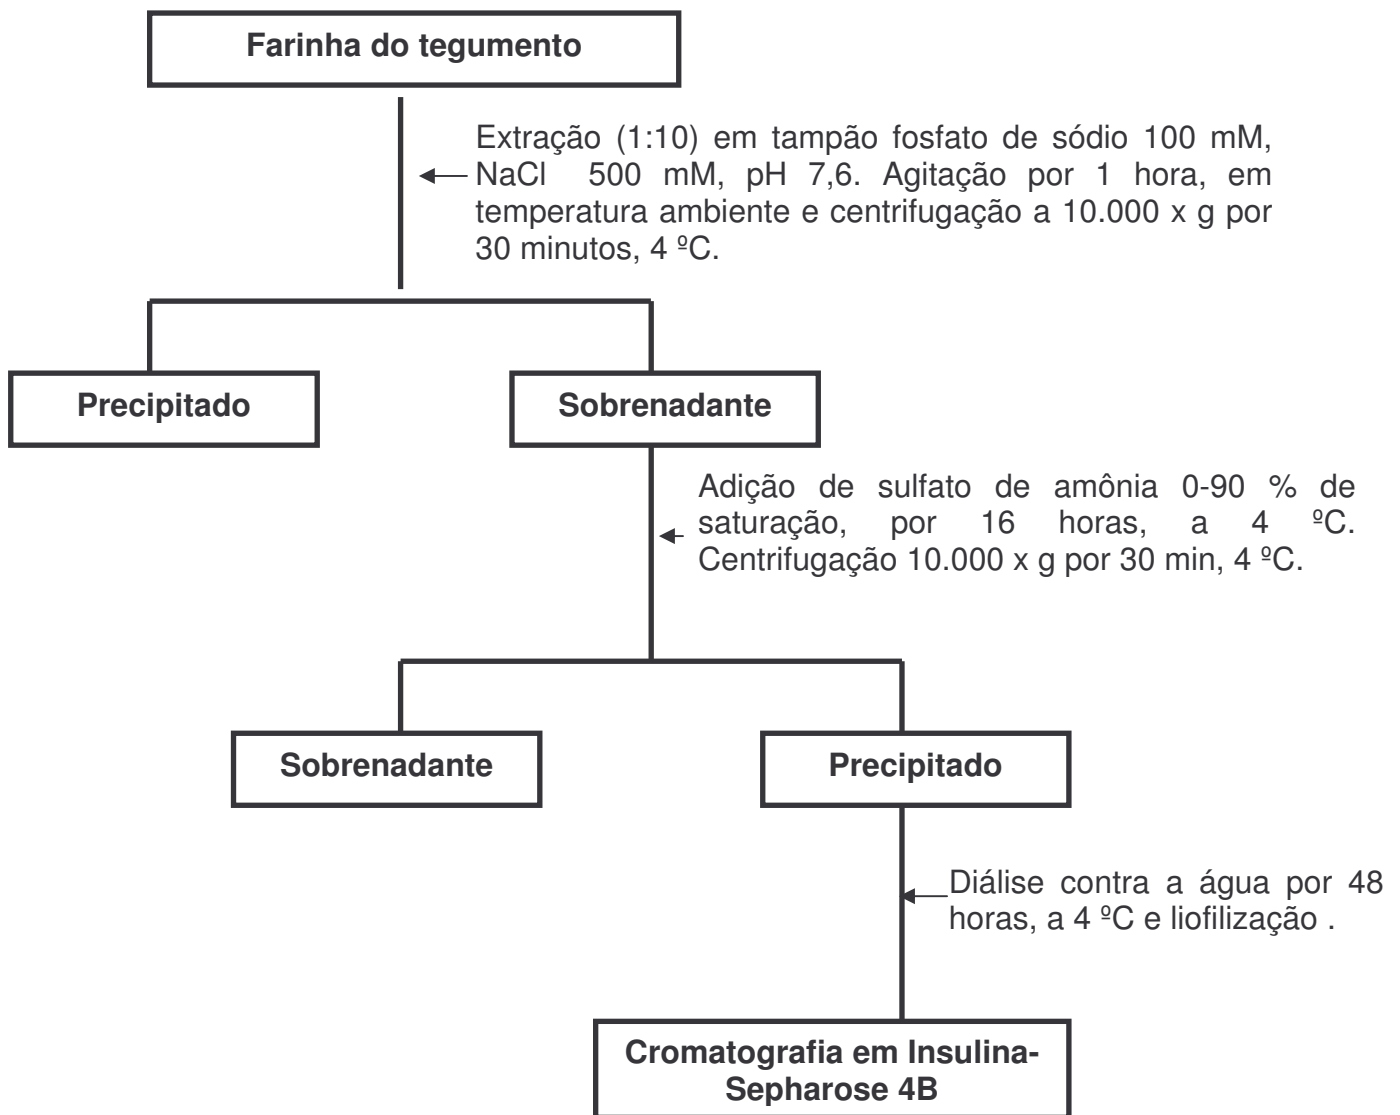 Farinha do tegumento
Extração (1:10) em tampão fosfato de sódio 100 mM,
NaCl 500 mM, pH 7,6. Agitação por 1 hora, em
temperatura ambiente e centrifugação a 10.000 x g por
30 minutos, 4 ºC.
Precipitado
Sobrenadante
Adição de sulfato de amônia 0-90 % de
saturação, por 16 horas, a 4 ºC.
Centrifugação 10.000 x g por 30 min, 4 ºC.
Sobrenadante
Precipitado
Diálise contra a água por 48
horas, a 4 ºC e liofilização .
Cromatografia em Insulina-
Sepharose 4B